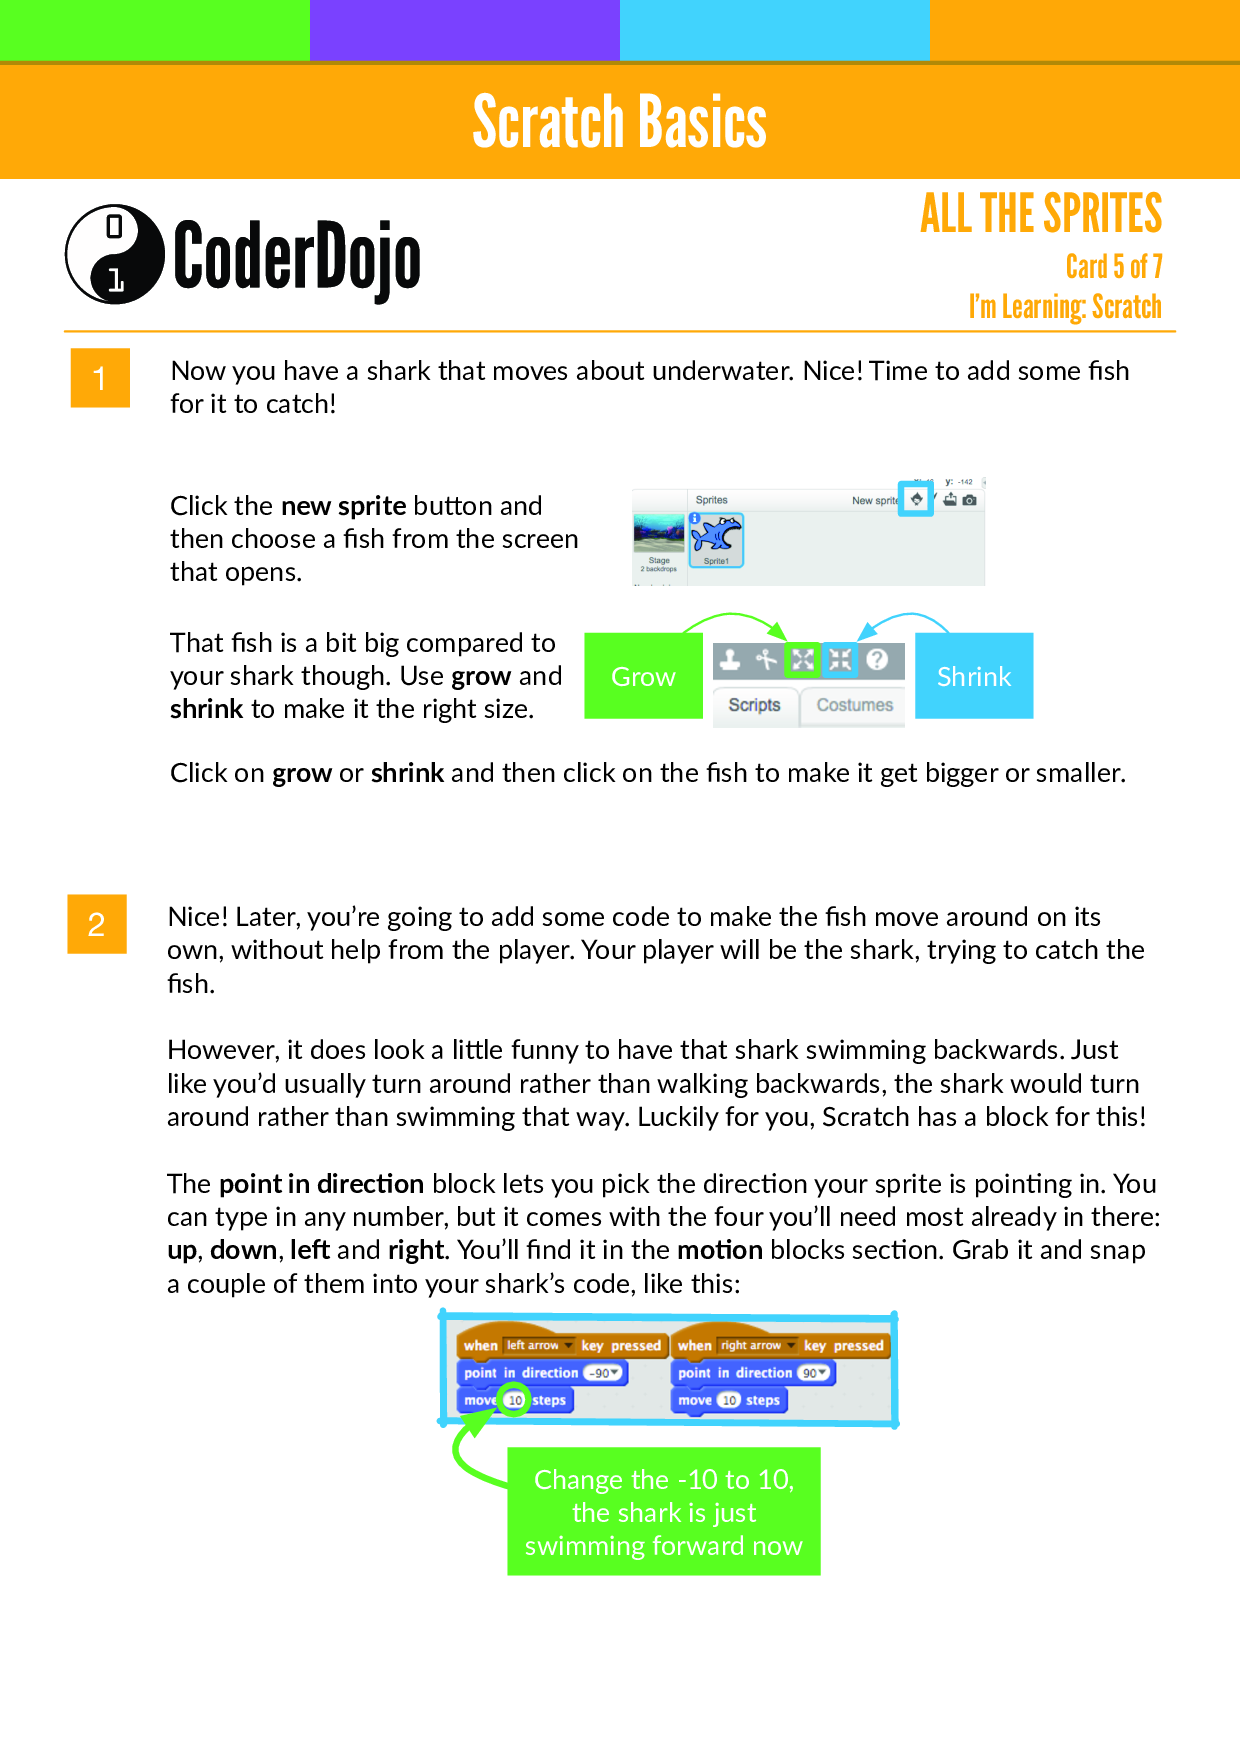 Scratch Basics
0
1
CoderDojo
ALL THE SPRITES
Card 5 of 7
I'm Learning: Scratch
1
Now you have a shark that moves about underwater. Nice! Time to add some fish
for it to catch!
Click the new sprite button and
then choose a fish from the screen
that opens.
y: -142
Sprites
New sprite
Stage
2 backdrops
Sprite1
That fish is a bit big compared to
your shark though. Use grow and
shrink to make it the right size.
Grow
Scripts
Costumes
Shrink
Click on grow or shrink and then click on the fish to make it get bigger or smaller.
2
Nice! Later, you're going to add some code to make the fish move around on its
own, without help from the player. Your player will be the shark, trying to catch the
fish.
However, it does look a little funny to have that shark swimming backwards. Just
like you'd usually turn around rather than walking backwards, the shark would turn
around rather than swimming that way. Luckily for you, Scratch has a block for this!
The point in direction block lets you pick the direction your sprite is pointing in. You
can type in any number, but it comes with the four you'll need most already in there:
up, down, left and right. You'll find it in the motion blocks section. Grab it and snap
a couple of them into your shark's code, like this:
when left arrow key pressed
point in direction -90
move 10 steps
when right arrow key pressed
point in direction 90
move 10 steps
Change the -10 to 10,
the shark is just
swimming forward now